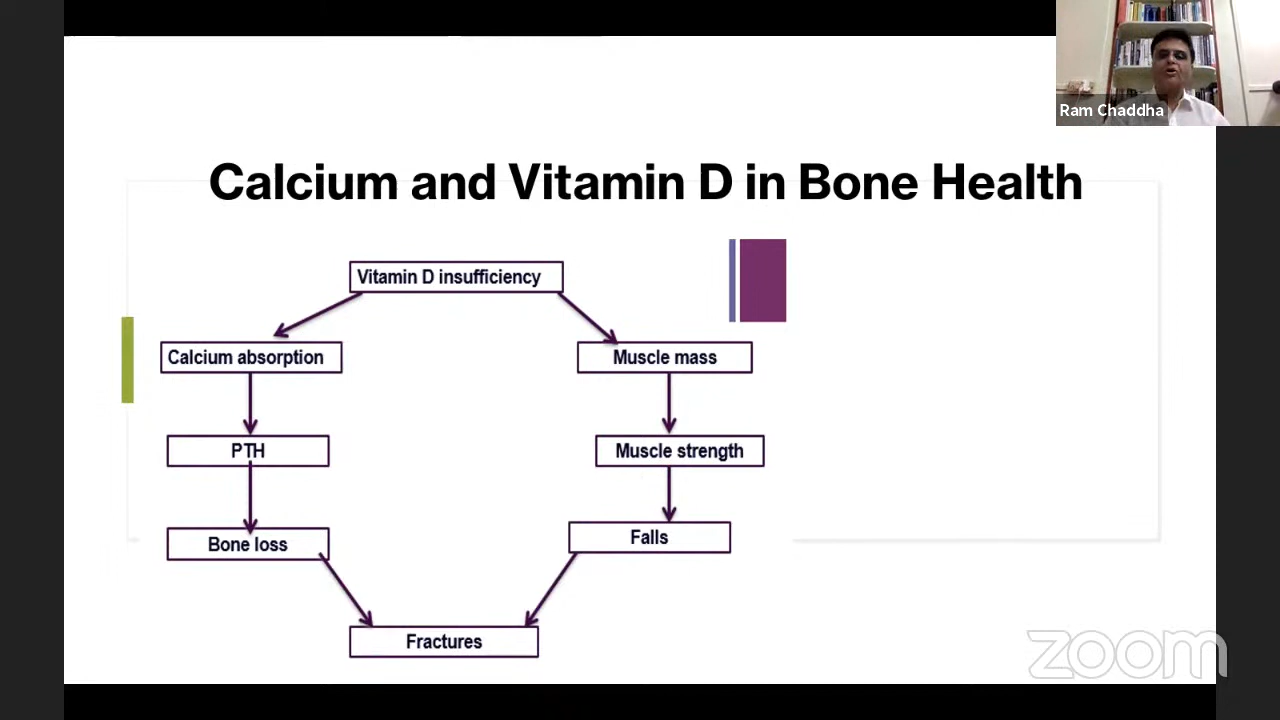 Ram Chaddha
Calcium and Vitamin D in Bone Health
Vitamin D insufficiency
Calcium absorption
Muscle mass
PTH
Muscle strength
Bone loss
Falls
Fractures
zoom